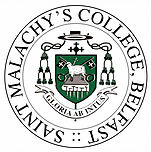 SAINT MALACHY'S COLLEGE, BELFAST ::
GLORIA AB INTUS